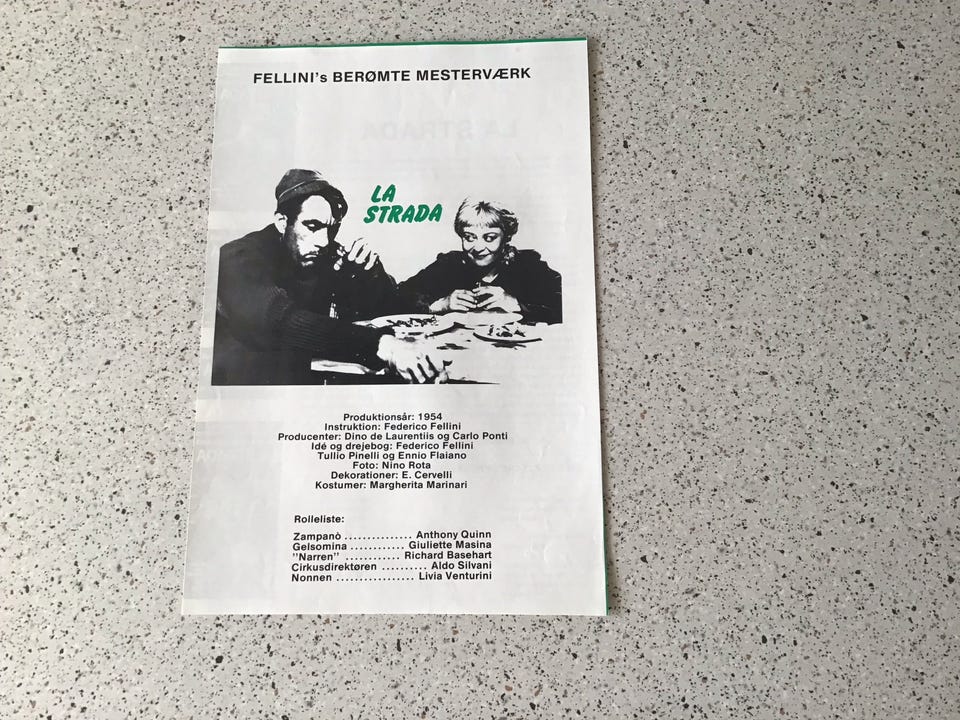 FELLINI's BERØMTE MESTERVÆRK
LA
STRADA
Produktionsår: 1954
Instruktion: Federico Fellini
Producenter: Dino de Laurentiis og Carlo Ponti
Idé og drejebog: Federico Fellini
Tullio Pinelli og Ennio Flaiano
Foto: Nino Rota
Dekorationer: E. Cervelli
Kostumer: Margherita Marinari
Rolleliste:
Zampanò .............. Anthony Quinn
Gelsomina ........... Giuliette Masina
"Narren" ........... Richard Basehart
Cirkusdirektøren .......... Aldo Silvani
Nonnen ................. Livia Venturini